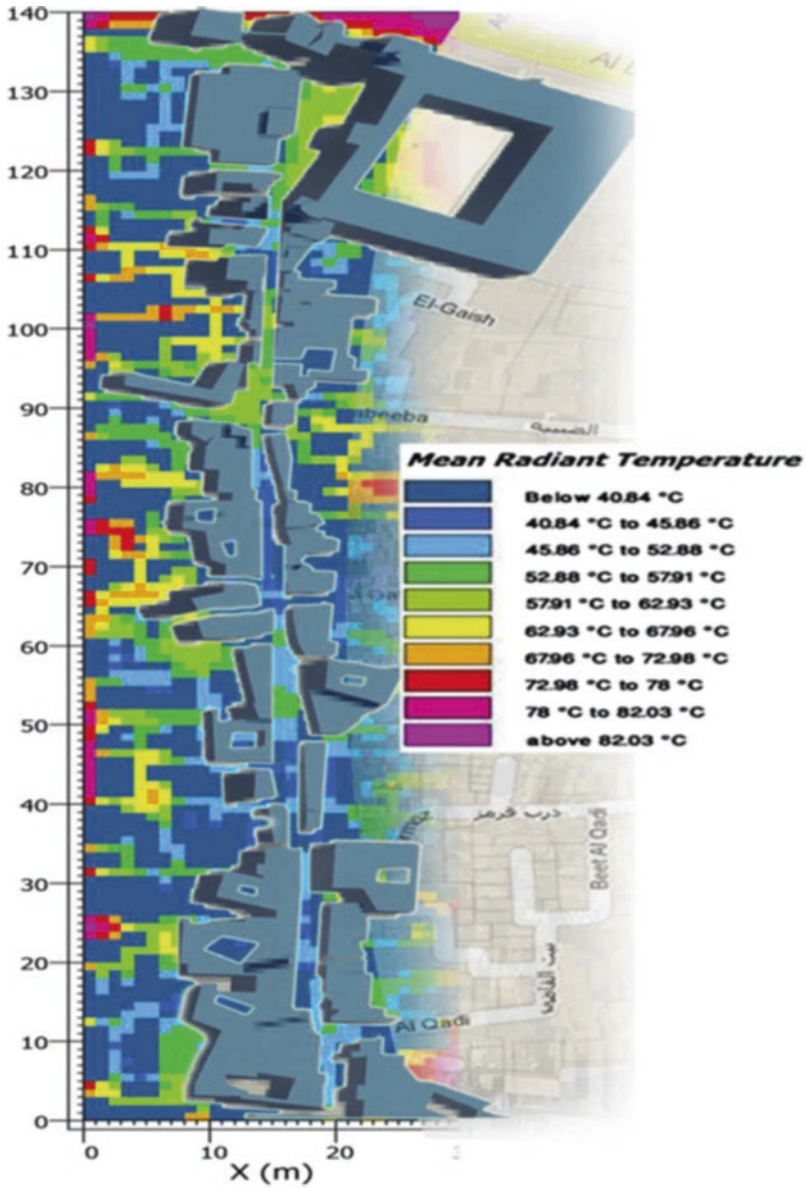 140
130
120
110
100
90
80
70
60
50
40
30
20
10
0
0
10
20
X (m)
El-Gaish
abeeba
الضبيبه
Mean Radiant Temperature
Below 40.84 °C
40.84 °C to 45.86 °C
45.86 °C to 52.88 °C
52.88 °C to 57.91 °C
57.91 °C to 62.93 °C
62.93 °C to 67.96 °C
67.96 °C to 72.98 °C
72.98 °C to 78 °C
78 °C to 82.03 °C
above 82.03 °C
درب قرمز
Beet Al Qadi
بيت القاضي
Al Qadi